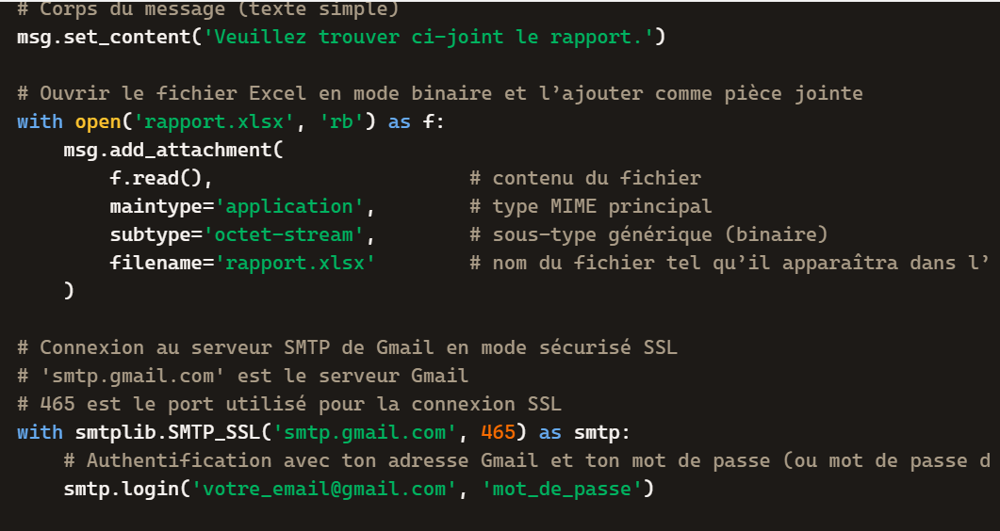 # Corps du message (texte simple)
msg.set_content('Veuillez trouver ci-joint le rapport.')
# Ouvrir le fichier Excel en mode binaire et l’ajouter comme pièce jointe
with open('rapport.xlsx', 'rb') as f:
msg.add_attachment(
f.read(), # contenu du fichier
maintype='application', # type MIME principal
subtype='octet-stream', # sous-type générique (binaire)
filename='rapport.xlsx' # nom du fichier tel qu’il apparaîtra dans l’
)
# Connexion au serveur SMTP de Gmail en mode sécurisé SSL
# 'smtp.gmail.com' est le serveur Gmail
# 465 est le port utilisé pour la connexion SSL
with smtplib.SMTP_SSL('smtp.gmail.com', 465) as smtp:
# Authentification avec ton adresse Gmail et ton mot de passe (ou mot de passe d
smtp.login('votre_email@gmail.com', 'mot_de_passe')